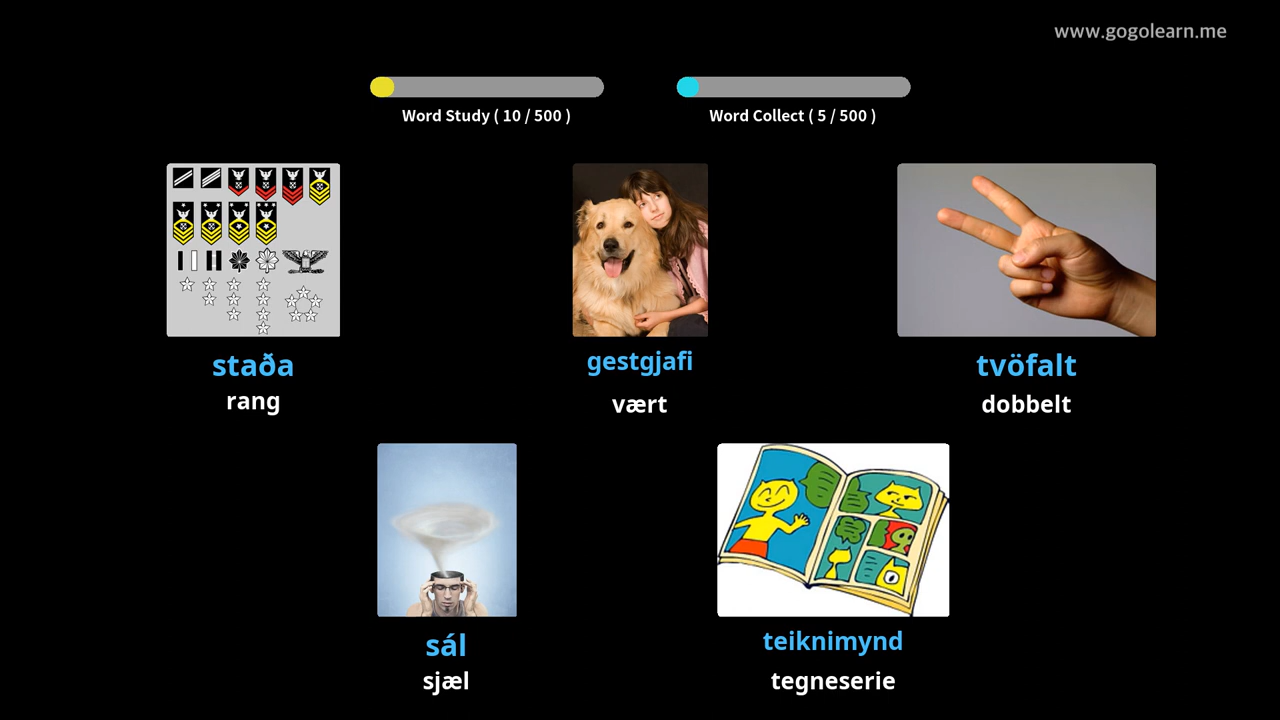 www.gogolearn.me
Word Study ( 10 / 500 )
Word Collect ( 5 / 500 )
staða
rang
gestgjafi
vært
tvöfalt
dobbelt
sál
sjæl
teiknimynd
tegneserie